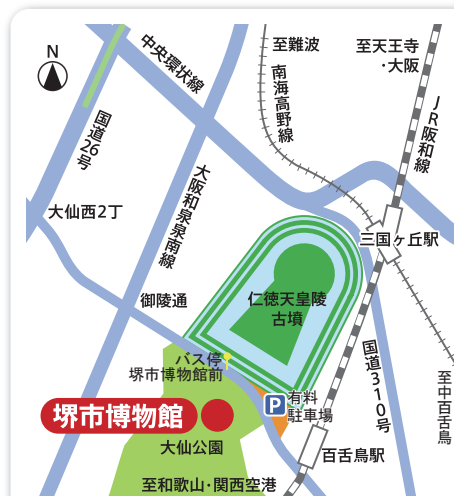 N
中央環状線
至難波
至天王寺
・大阪
南海高野線
JR阪和線
国道26号
大阪和泉泉南線
大仙西2丁
三国ヶ丘駅
御陵通
仁徳天皇陵
古墳
バス停
堺市博物館前
国道310号
至中百舌鳥
P
有料
駐車場
堺市博物館
大仙公園
百舌鳥駅
至和歌山・関西空港